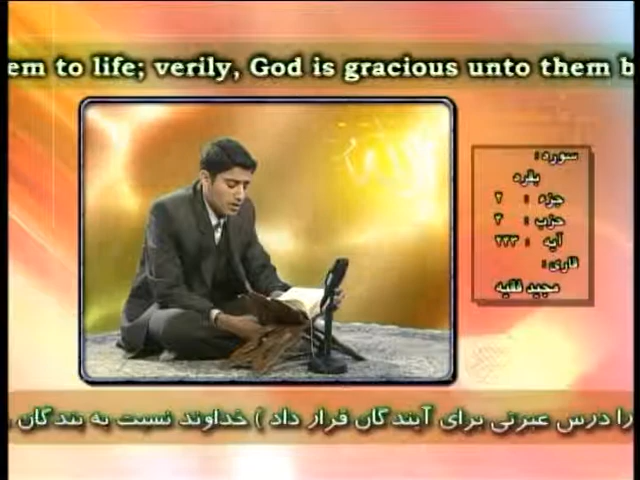 em to life; verily, God is gracious unto them b
سوره:
بقره
جزء : ۲
حزب : ۴
آیه : ۲۴۳
قاری:
مجید فقیه
را درس عبرتی برای آیندگان قرار داد ) خداوند نسبت به بندگان